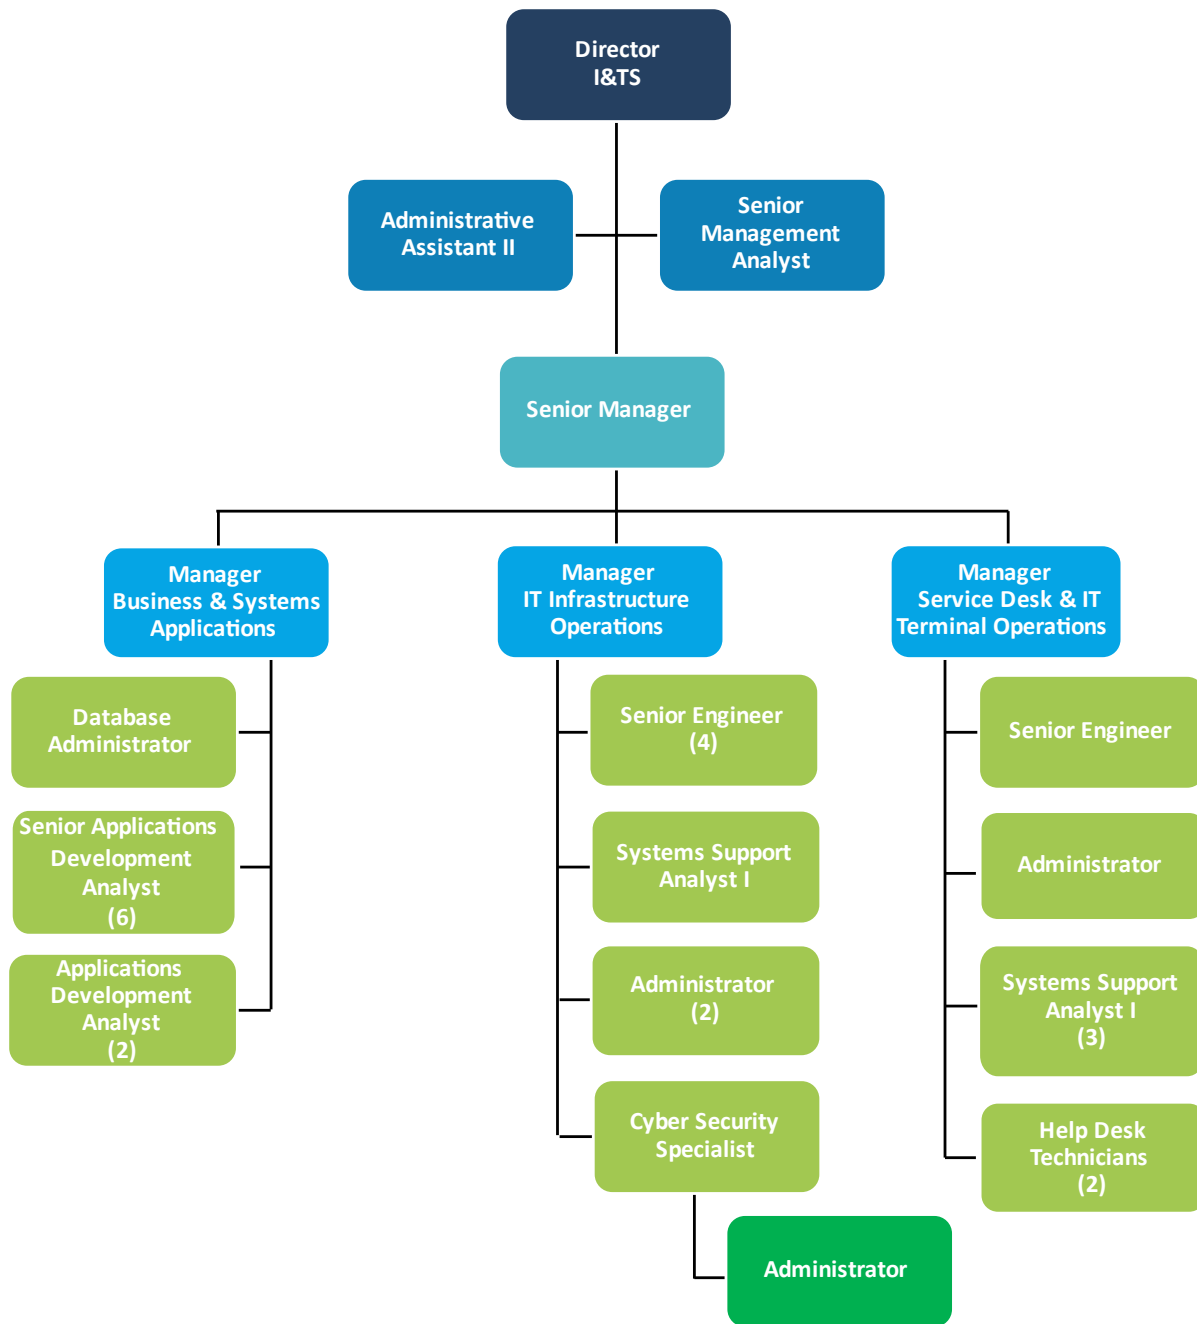 Director
I&TS
Administrative
Assistant II
Senior
Management
Analyst
Senior Manager
Manager
Business & Systems
Applications
Manager
IT Infrastructure
Operations
Manager
Service Desk & IT
Terminal Operations
Database
Administrator
Senior Applications
Development
Analyst
(6)
Applications
Development
Analyst
(2)
Senior Engineer
(4)
Systems Support
Analyst I
Administrator
(2)
Cyber Security
Specialist
Administrator
Senior Engineer
Administrator
Systems Support
Analyst I
(3)
Help Desk
Technicians
(2)